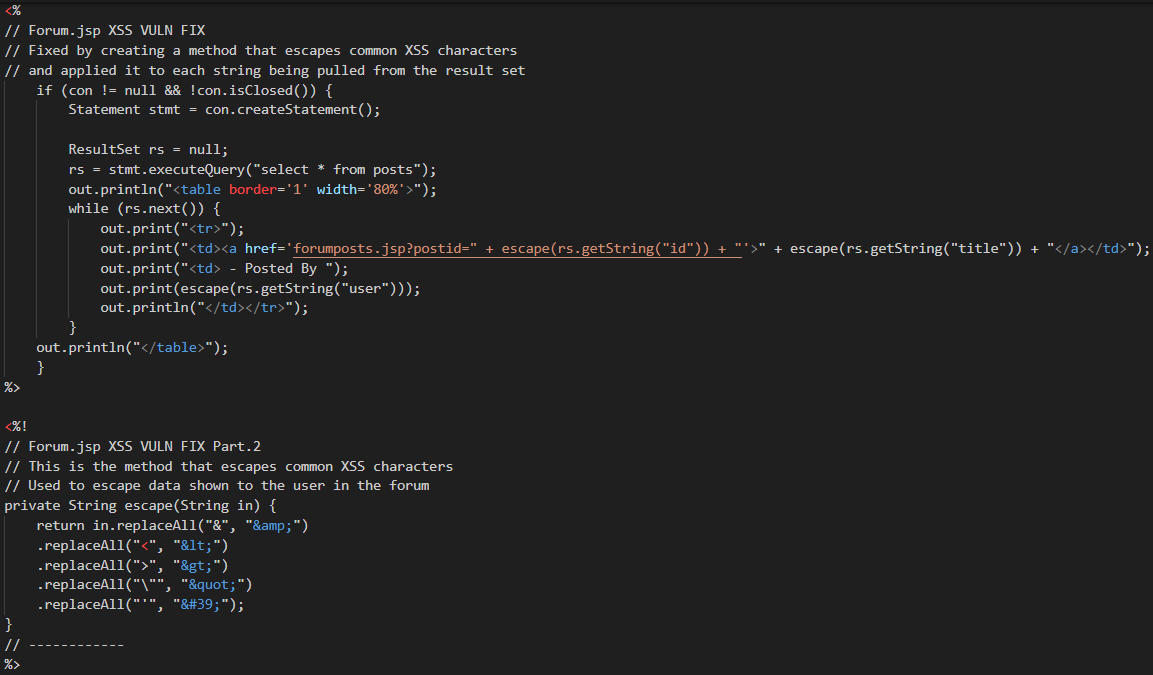 <%
// Forum.jsp XSS VULN FIX
// Fixed by creating a method that escapes common XSS characters
// and applied it to each string being pulled from the result set
    if (con != null && !con.isClosed()) {
        Statement stmt = con.createStatement();

        ResultSet rs = null;
        rs = stmt.executeQuery("select * from posts");
        out.println("<table border='1' width='80%'>");
        while (rs.next()) {
            out.print("<tr>");
            out.print("<td><a href='forumposts.jsp?postid=" + escape(rs.getString("id")) + "'>" + escape(rs.getString("title")) + "</a></td>");
            out.print("<td> - Posted By ");
            out.print(escape(rs.getString("user")));
            out.println("</td></tr>");
        }
    out.println("</table>");
    }
%>

<%!
// Forum.jsp XSS VULN FIX Part.2
// This is the method that escapes common XSS characters
// Used to escape data shown to the user in the forum
private String escape(String in) {
    return in.replaceAll("&", "&amp;")
    .replaceAll("<", "&lt;")
    .replaceAll(">", "&gt;")
    .replaceAll("\"", "&quot;")
    .replaceAll("'", "&#39;");
}
// ------------
%>